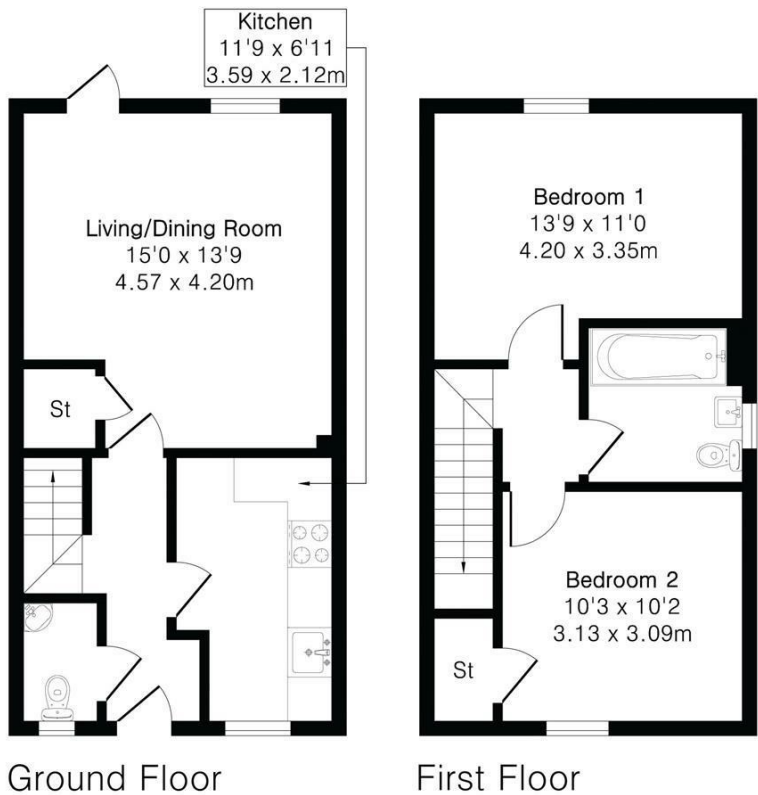 Kitchen
11'9 x 6'11
3.59 x 2.12m
Living/Dining Room
15'0 x 13'9
4.57 x 4.20m
St
Ground Floor
Bedroom 1
13'9 x 11'0
4.20 x 3.35m
Bedroom 2
10'3 x 10'2
3.13 x 3.09m
St
First Floor